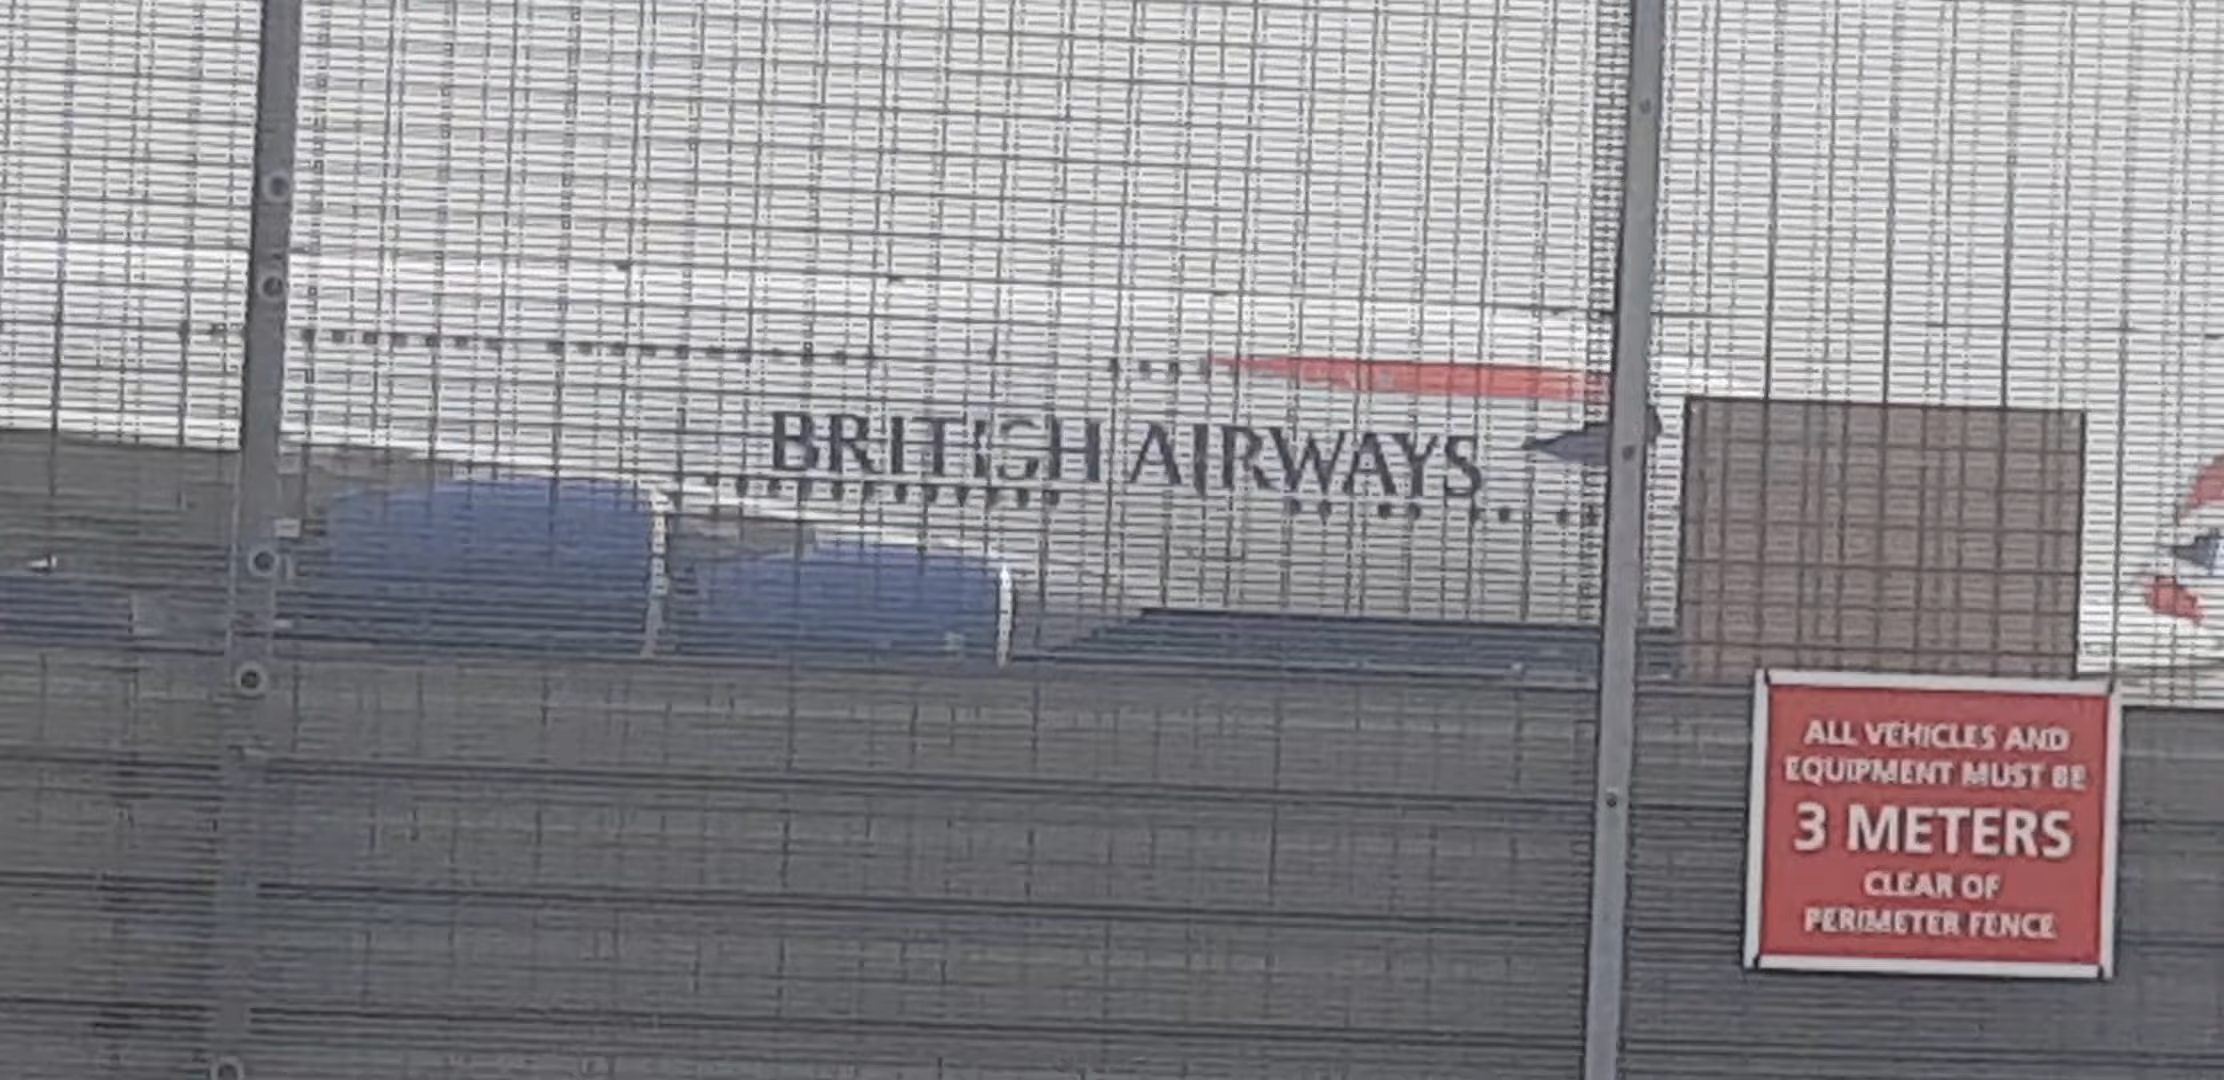 BRITISH AIRWAYS
ALL VEHICLES AND
EQUIPMENT MUST BE
3 METERS
CLEAR OF
PERIMETER FENCE